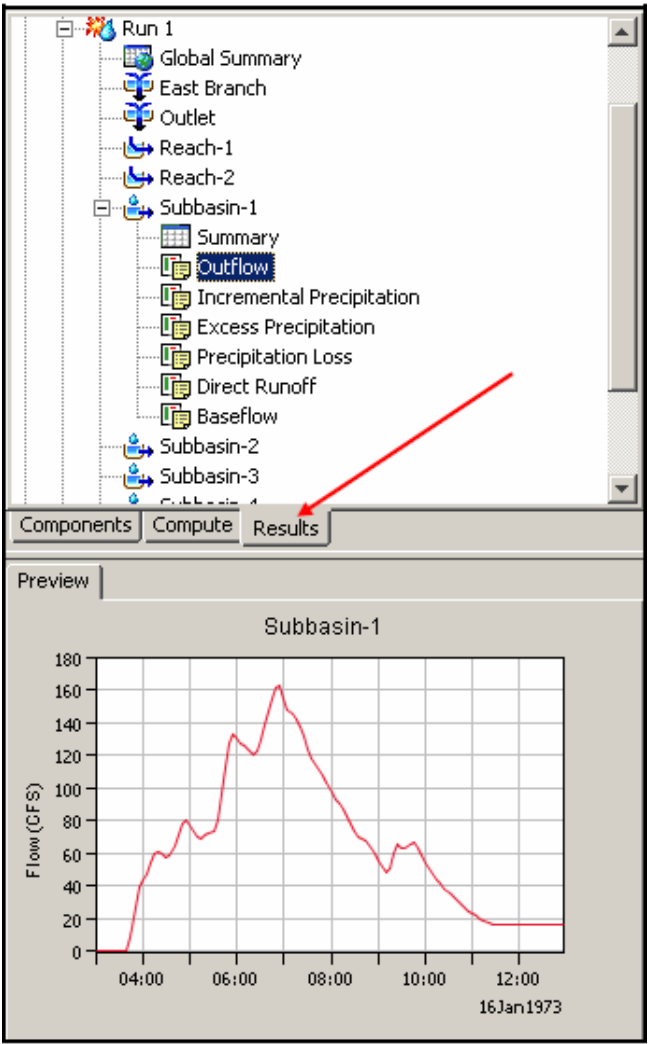 Run 1
Global Summary
East Branch
Outlet
Reach-1
Reach-2
Subbasin-1
Summary
Outflow
Incremental Precipitation
Excess Precipitation
Precipitation Loss
Direct Runoff
Baseflow
Subbasin-2
Subbasin-3
Components Compute Results
Preview
Subbasin-1
180
160
140
120
100
80
60
40
20
0
Flow (CFS)
04:00 06:00 08:00 10:00 12:00
16Jan1973